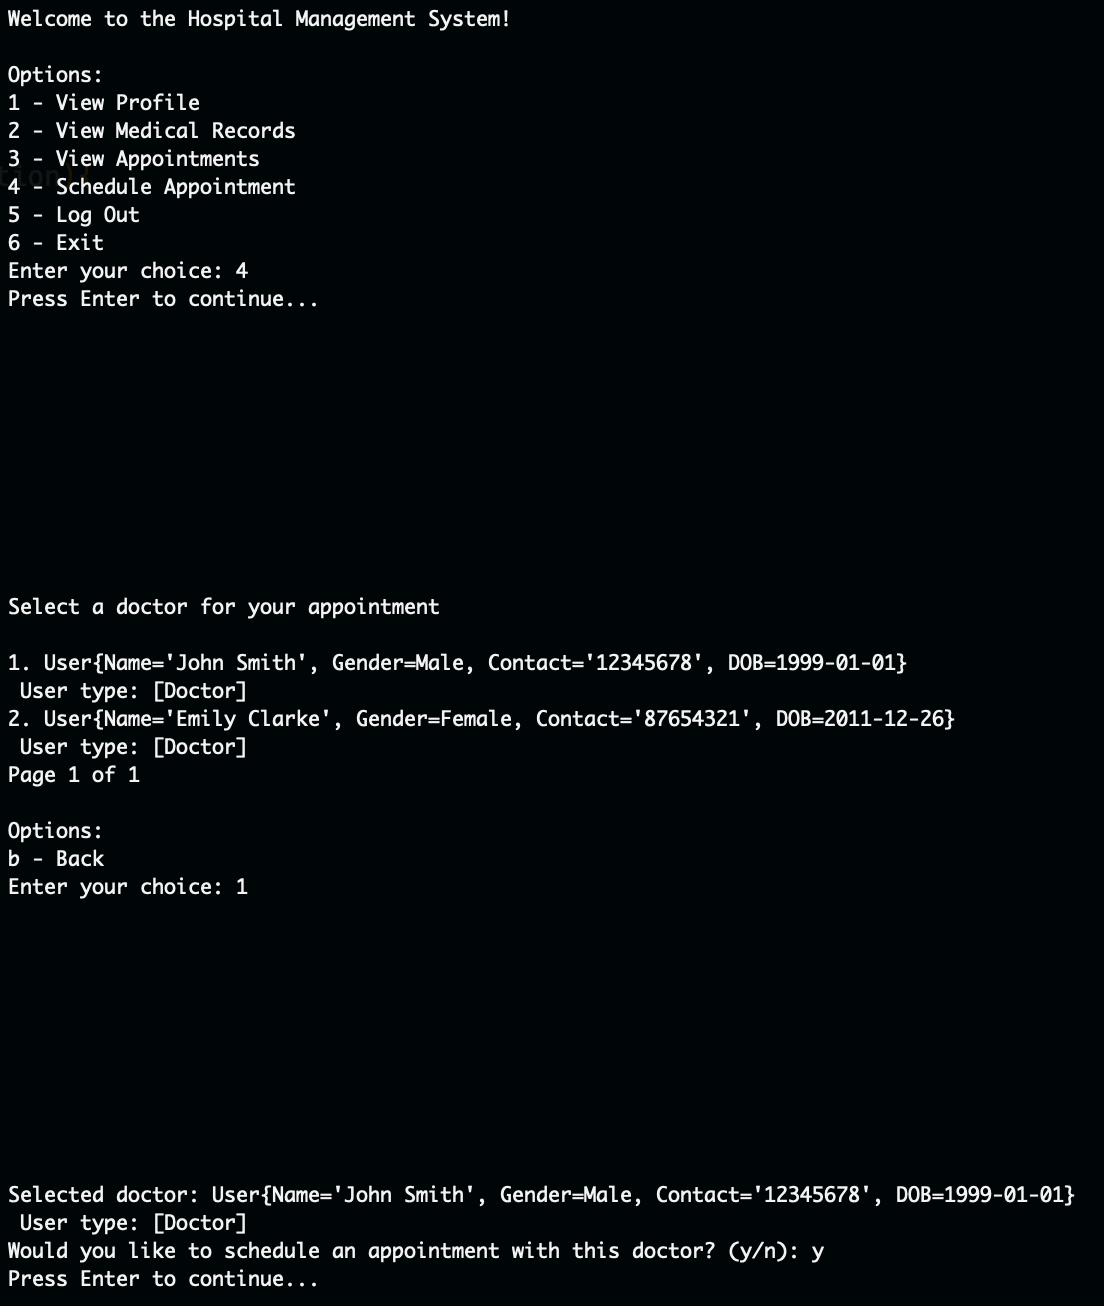 Welcome to the Hospital Management System!
Options:
1 - View Profile
2 - View Medical Records
3 - View Appointments
4 - Schedule Appointment
5 - Log Out
6 - Exit
Enter your choice: 4
Press Enter to continue...
Select a doctor for your appointment
1. User{Name='John Smith', Gender=Male, Contact='12345678', DOB=1999-01-01}
User type: [Doctor]
2. User{Name='Emily Clarke', Gender=Female, Contact='87654321', DOB=2011-12-26}
User type: [Doctor]
Page 1 of 1
Options:
b - Back
Enter your choice: 1
Selected doctor: User{Name='John Smith', Gender=Male, Contact='12345678', DOB=1999-01-01}
User type: [Doctor]
Would you like to schedule an appointment with this doctor? (y/n): y
Press Enter to continue...